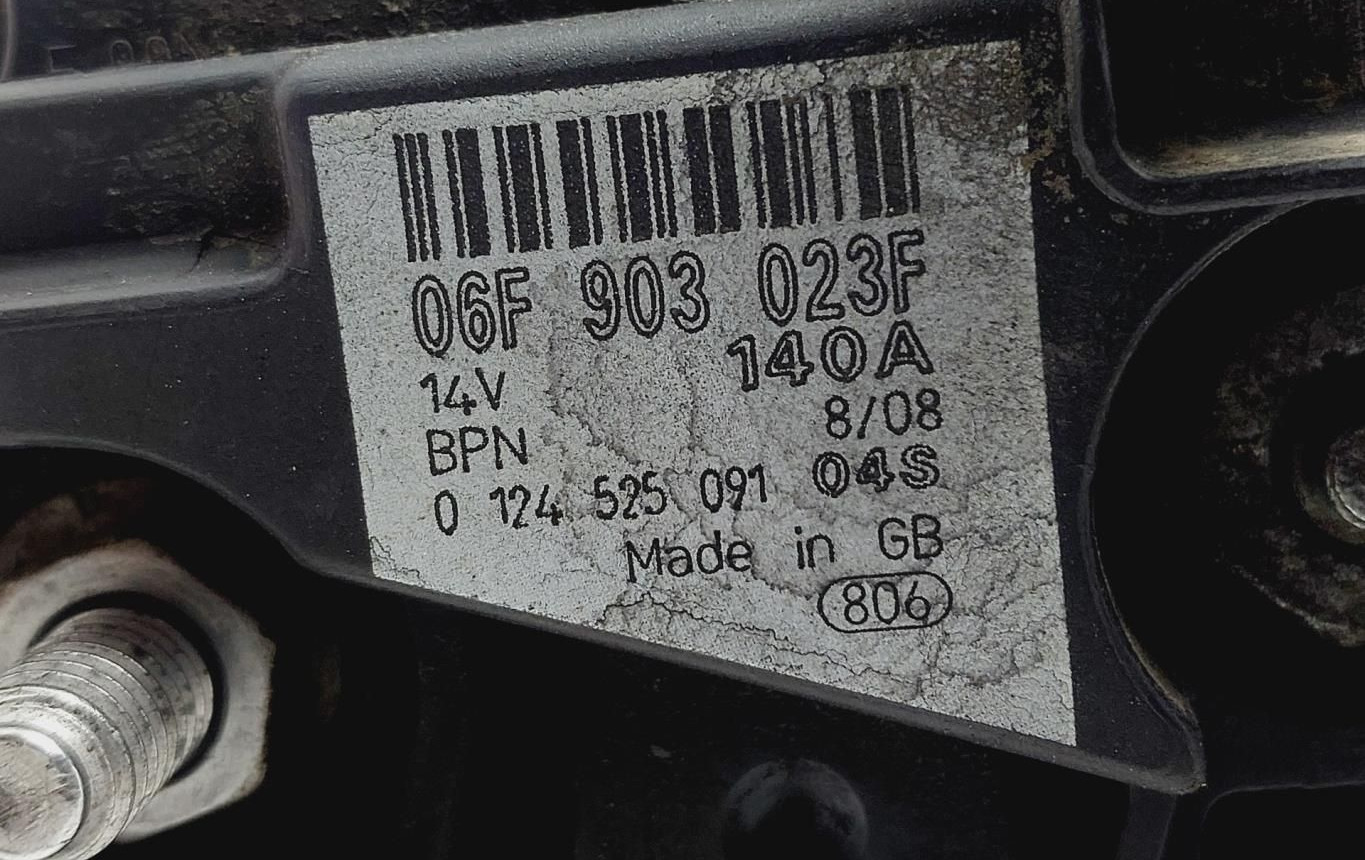 06F 903 023F
14V 140A
BPN 8/08
0 124 525 091 04S
Made in GB
806